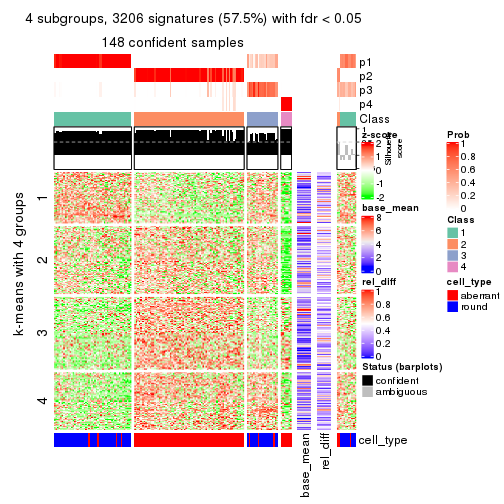 4 subgroups, 3206 signatures (57.5%) with fdr < 0.05
148 confident samples
p1
p2
p3
p4
Class
1
2
3
4
k-means with 4 groups
cell_type
base_mean
rel_diff
z-score
2
1
0
-1
-2
Silhouette score
base_mean
8
6
4
2
0
rel_diff
1
0.8
0.6
0.4
0.2
0
Status (barplots)
confident
ambiguous
Prob
1
0.8
0.6
0.4
0.2
0
Class
1
2
3
4
cell_type
aberrant
round